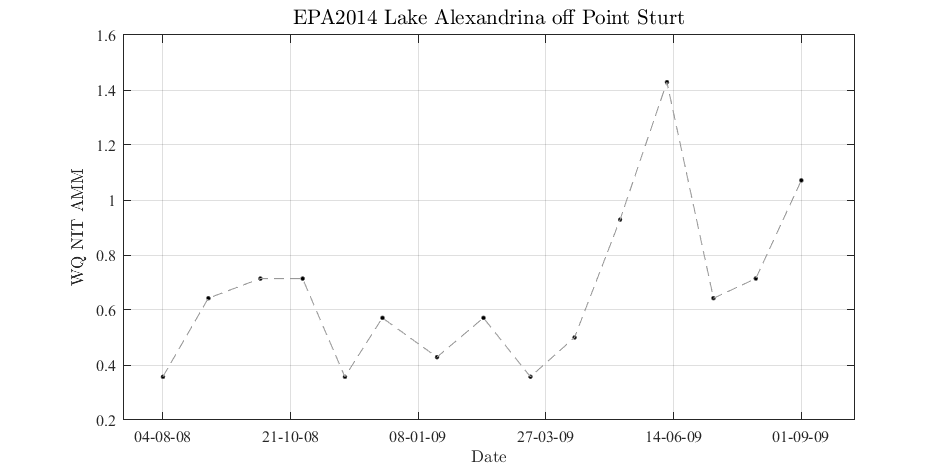 EPA2014 Lake Alexandrina off Point Sturt
1.6
1.4
1.2
1
0.8
0.6
0.4
0.2
WQ NIT AMM
04-08-08 21-10-08 08-01-09 27-03-09 14-06-09 01-09-09
Date